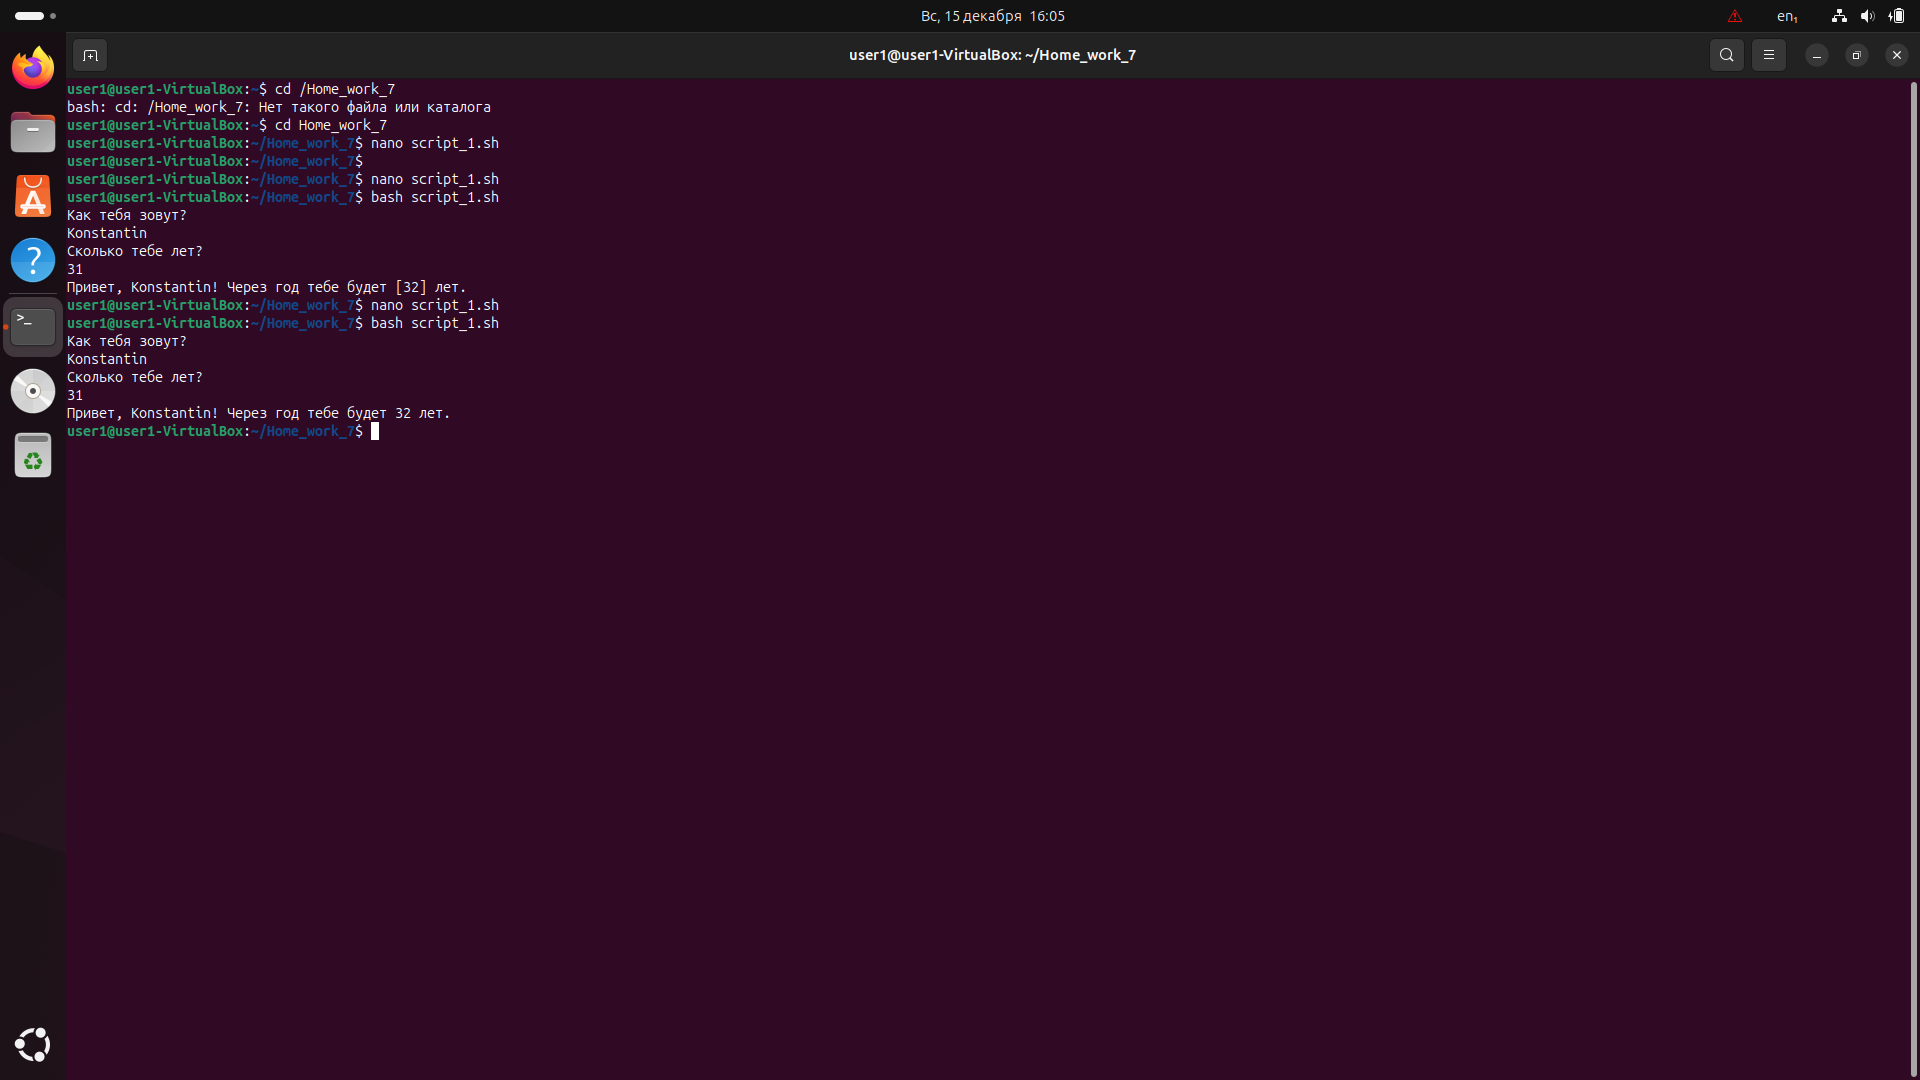 Вс, 15 декабря 16:05
en₁
user1@user1-VirtualBox: ~/Home_work_7
user1@user1-VirtualBox:~$ cd /Home_work_7
bash: cd: /Home_work_7: Нет такого файла или каталога
user1@user1-VirtualBox:~$ cd Home_work_7
user1@user1-VirtualBox:~/Home_work_7$ nano script_1.sh
user1@user1-VirtualBox:~/Home_work_7$
user1@user1-VirtualBox:~/Home_work_7$ nano script_1.sh
user1@user1-VirtualBox:~/Home_work_7$ bash script_1.sh
Как тебя зовут?
Konstantin
Сколько тебе лет?
31
Привет, Konstantin! Через год тебе будет [32] лет.
user1@user1-VirtualBox:~/Home_work_7$ nano script_1.sh
user1@user1-VirtualBox:~/Home_work_7$ bash script_1.sh
Как тебя зовут?
Konstantin
Сколько тебе лет?
31
Привет, Konstantin! Через год тебе будет 32 лет.
user1@user1-VirtualBox:~/Home_work_7$